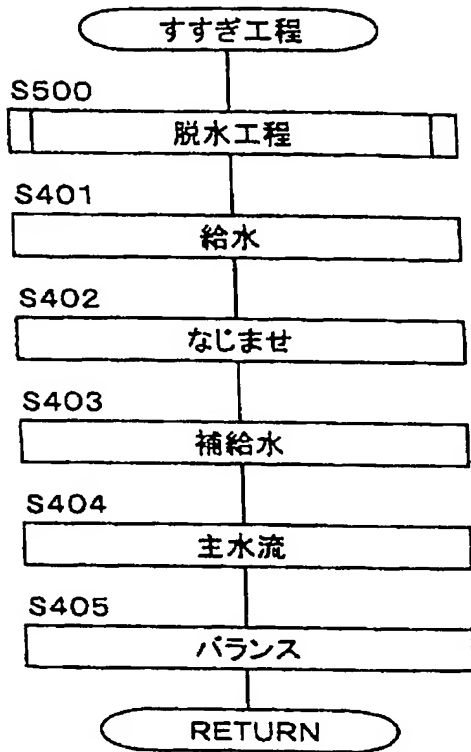 すすぎ工程
S500
脱水工程
S401
給水
S402
なじませ
S403
補給水
S404
主水流
S405
バランス
RETURN